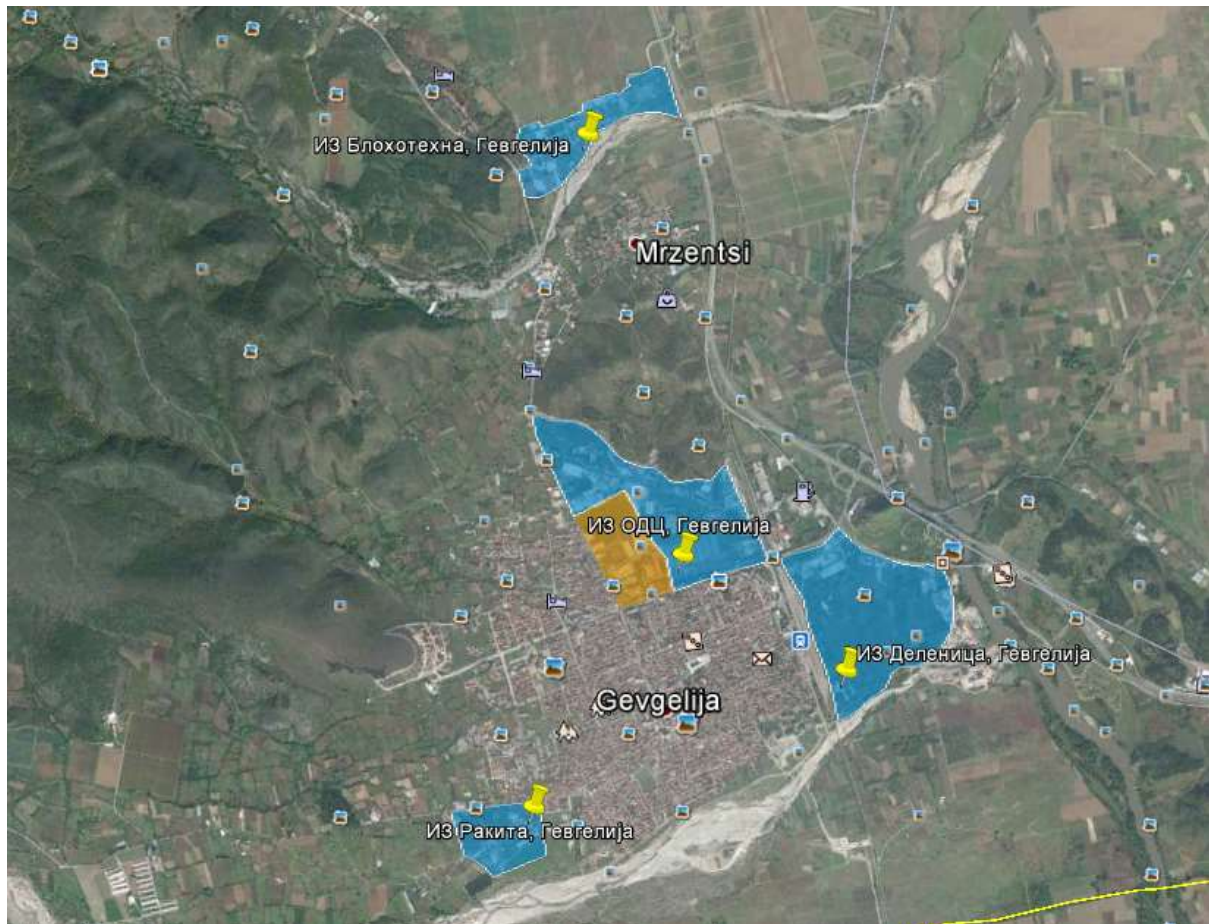 ИЗ Блохотехна, Гевгелија
Mrzentsi
ИЗ ОДЦ, Гевгелија
ИЗ Деленица, Гевгелија
Gevgelija
ИЗ Ракита, Гевгелија